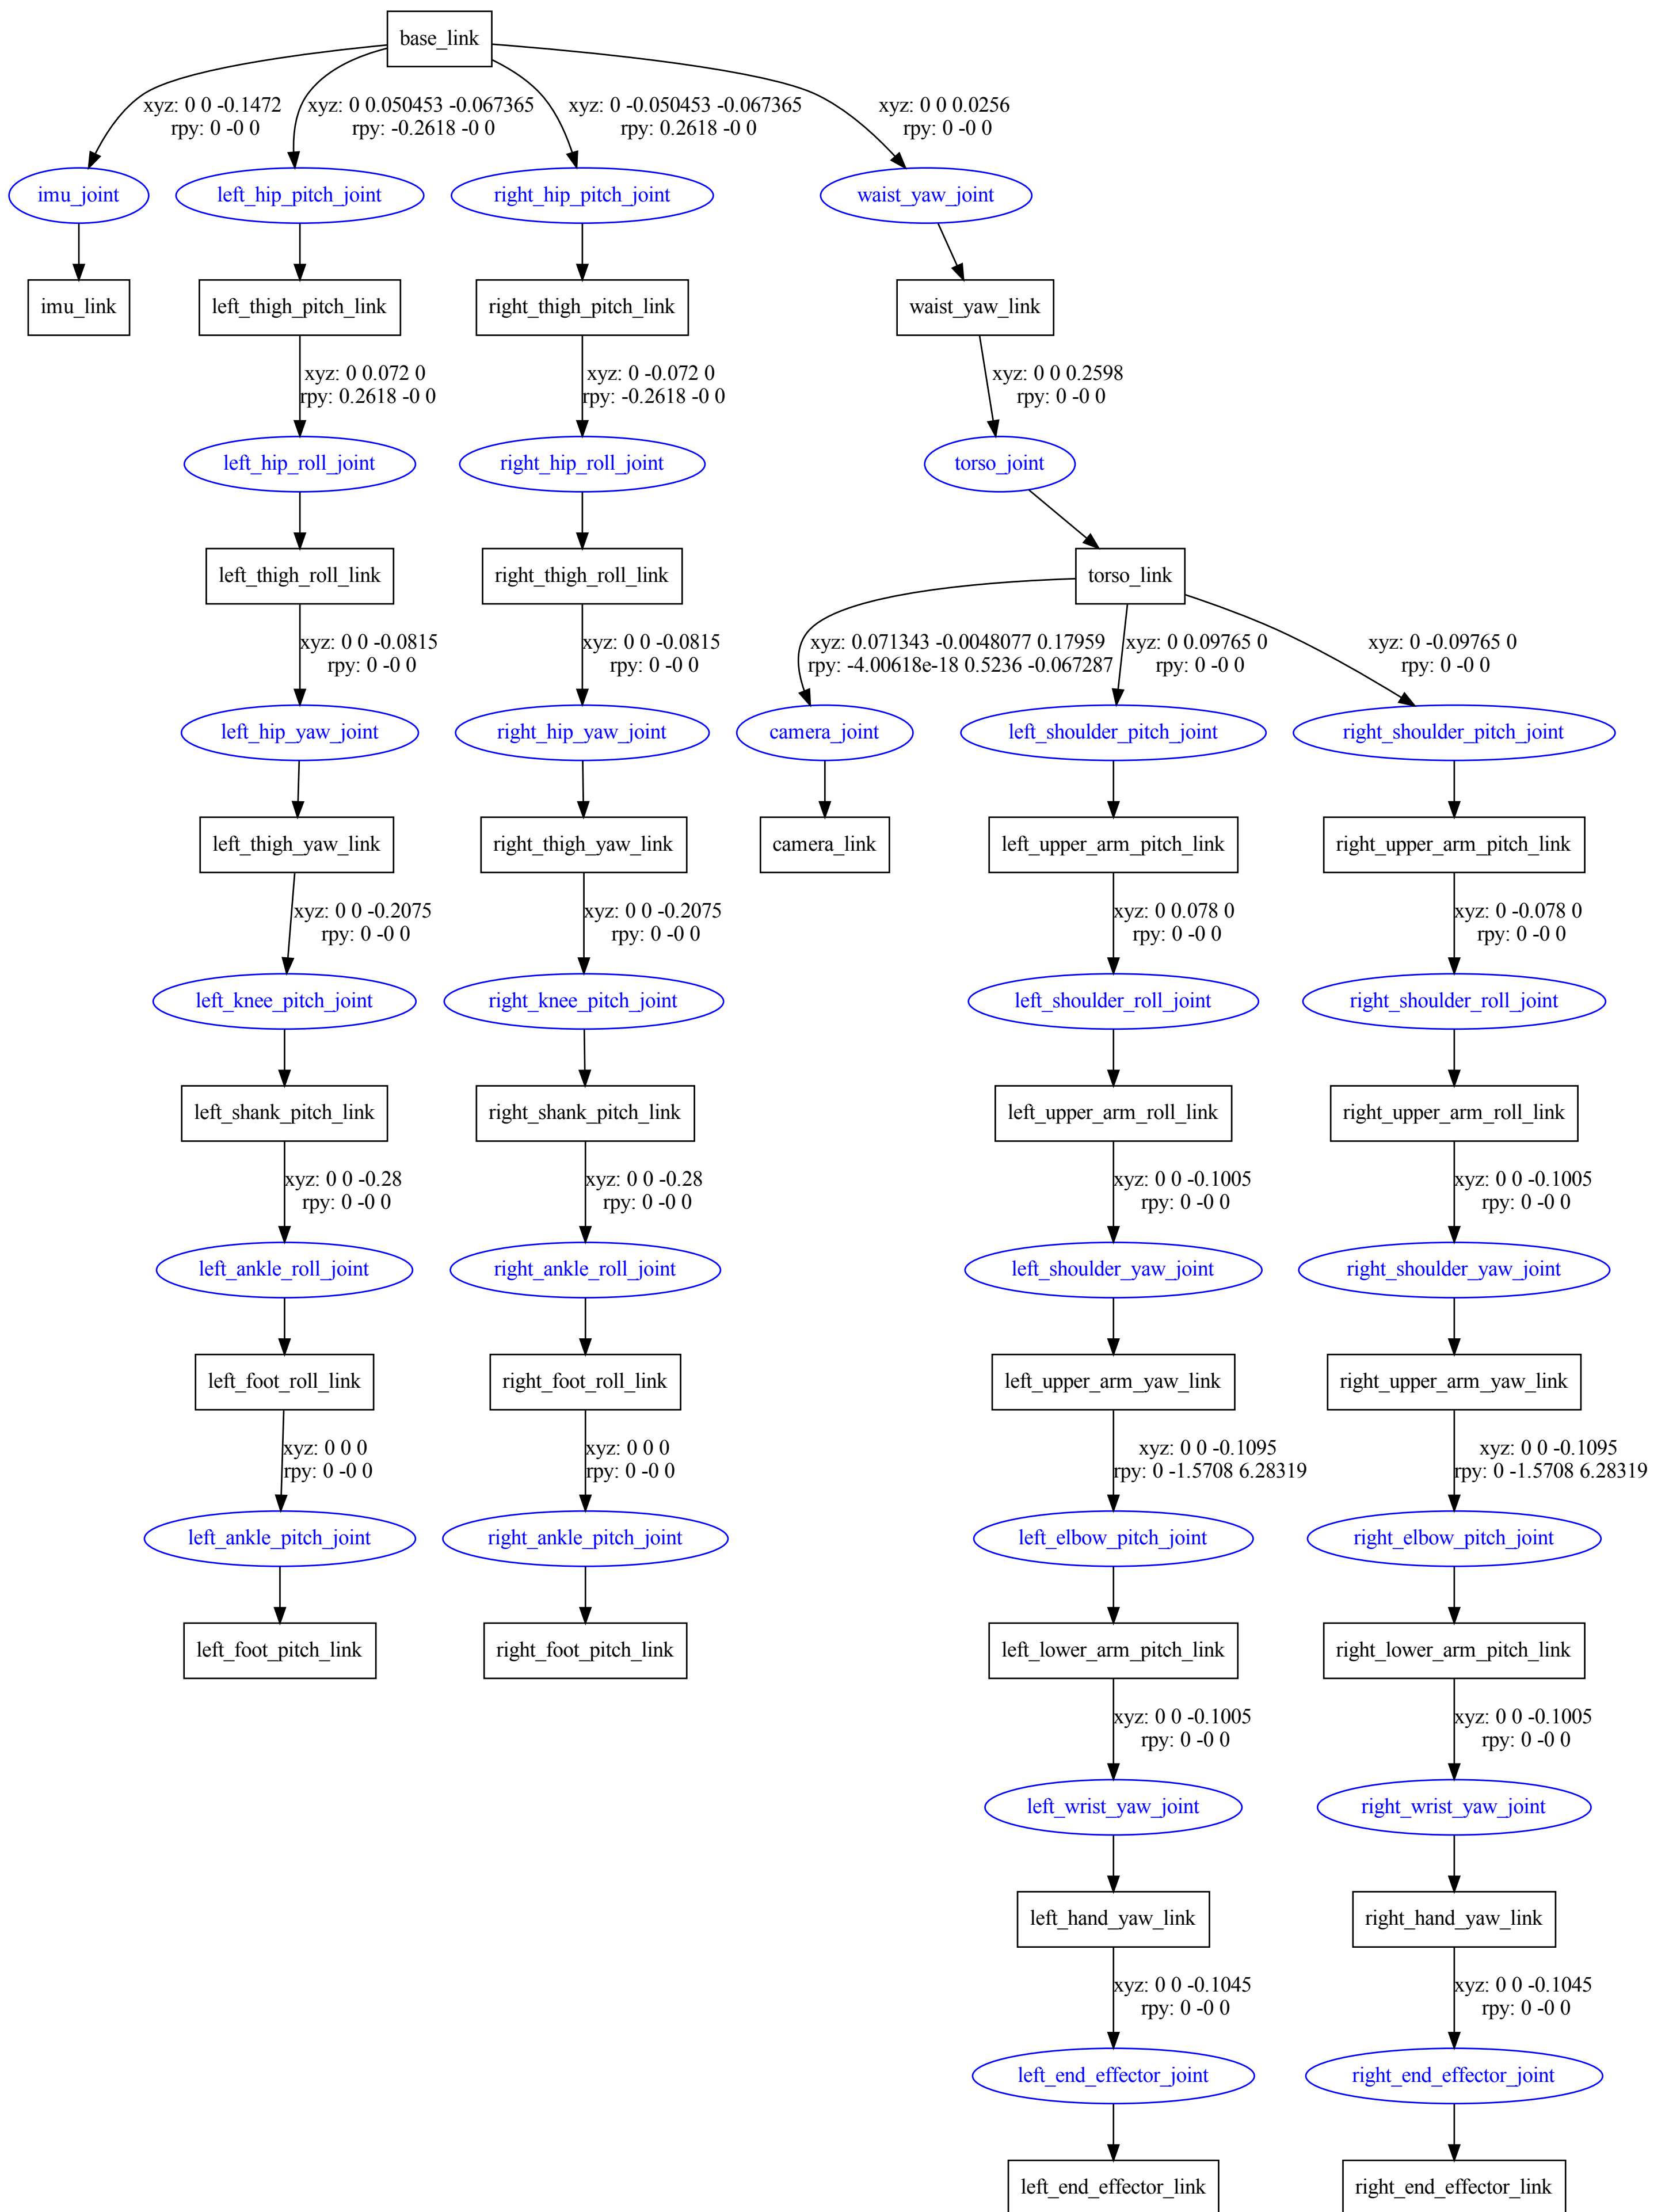 base_link
xyz: 0 0 -0.1472
rpy: 0 -0 0
xyz: 0 0.050453 -0.067365
rpy: -0.2618 -0 0
xyz: 0 -0.050453 -0.067365
rpy: 0.2618 -0 0
xyz: 0 0 0.0256
rpy: 0 -0 0
imu_joint
left_hip_pitch_joint
right_hip_pitch_joint
waist_yaw_joint
imu_link
left_thigh_pitch_link
right_thigh_pitch_link
waist_yaw_link
xyz: 0 0.072 0
rpy: 0.2618 -0 0
xyz: 0 -0.072 0
rpy: -0.2618 -0 0
xyz: 0 0 0.2598
rpy: 0 -0 0
left_hip_roll_joint
right_hip_roll_joint
torso_joint
left_thigh_roll_link
right_thigh_roll_link
torso_link
xyz: 0 0 -0.0815
rpy: 0 -0 0
xyz: 0 0 -0.0815
rpy: 0 -0 0
xyz: 0.071343 -0.0048077 0.17959
rpy: -4.00618e-18 0.5236 -0.067287
xyz: 0 0.09765 0
rpy: 0 -0 0
xyz: 0 -0.09765 0
rpy: 0 -0 0
left_hip_yaw_joint
right_hip_yaw_joint
camera_joint
left_shoulder_pitch_joint
right_shoulder_pitch_joint
left_thigh_yaw_link
right_thigh_yaw_link
camera_link
left_upper_arm_pitch_link
right_upper_arm_pitch_link
xyz: 0 0 -0.2075
rpy: 0 -0 0
xyz: 0 0 -0.2075
rpy: 0 -0 0
xyz: 0 0.078 0
rpy: 0 -0 0
xyz: 0 -0.078 0
rpy: 0 -0 0
left_knee_pitch_joint
right_knee_pitch_joint
left_shoulder_roll_joint
right_shoulder_roll_joint
left_shank_pitch_link
right_shank_pitch_link
left_upper_arm_roll_link
right_upper_arm_roll_link
xyz: 0 0 -0.28
rpy: 0 -0 0
xyz: 0 0 -0.28
rpy: 0 -0 0
xyz: 0 0 -0.1005
rpy: 0 -0 0
xyz: 0 0 -0.1005
rpy: 0 -0 0
left_ankle_roll_joint
right_ankle_roll_joint
left_shoulder_yaw_joint
right_shoulder_yaw_joint
left_foot_roll_link
right_foot_roll_link
left_upper_arm_yaw_link
right_upper_arm_yaw_link
xyz: 0 0 0
rpy: 0 -0 0
xyz: 0 0 0
rpy: 0 -0 0
xyz: 0 0 -0.1095
rpy: 0 -1.5708 6.28319
xyz: 0 0 -0.1095
rpy: 0 -1.5708 6.28319
left_ankle_pitch_joint
right_ankle_pitch_joint
left_elbow_pitch_joint
right_elbow_pitch_joint
left_foot_pitch_link
right_foot_pitch_link
left_lower_arm_pitch_link
right_lower_arm_pitch_link
xyz: 0 0 -0.1005
rpy: 0 -0 0
xyz: 0 0 -0.1005
rpy: 0 -0 0
left_wrist_yaw_joint
right_wrist_yaw_joint
left_hand_yaw_link
right_hand_yaw_link
xyz: 0 0 -0.1045
rpy: 0 -0 0
xyz: 0 0 -0.1045
rpy: 0 -0 0
left_end_effector_joint
right_end_effector_joint
left_end_effector_link
right_end_effector_link